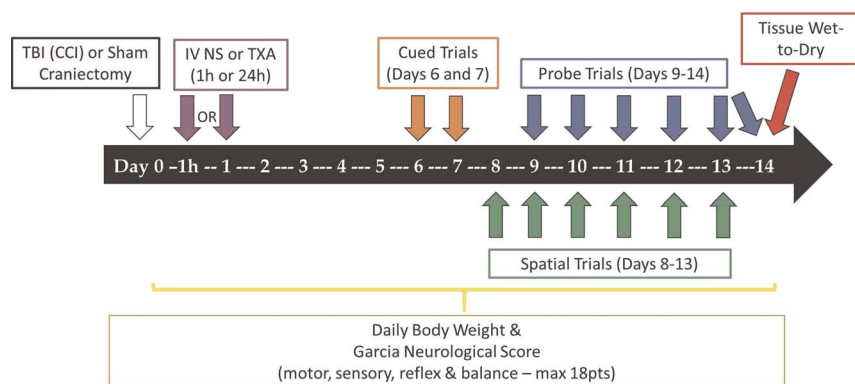 TBI (CCI) or Sham
Craniectomy
IV NS or TXA
(1h or 24h)
OR
Cued Trials
(Days 6 and 7)
Probe Trials (Days 9-14)
Tissue Wet-
to-Dry
Day 0 --1h -- 1 --- 2 --- 3 --- 4 --- 5 --- 6 --- 7 --- 8 --- 9 --- 10 --- 11 --- 12 --- 13 ---14
Spatial Trials (Days 8-13)
Daily Body Weight &
Garcia Neurological Score
(motor, sensory, reflex & balance – max 18pts)